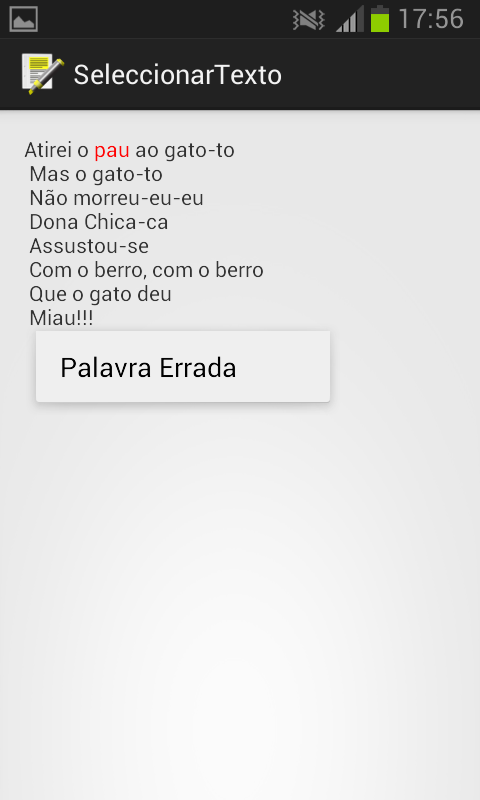 17:56
SeleccionarTexto
Atirei o pau ao gato-to
Mas o gato-to
Não morreu-eu-eu
Dona Chica-ca
Assustou-se
Com o berro, com o berro
Que o gato deu
Miau!!!
Palavra Errada